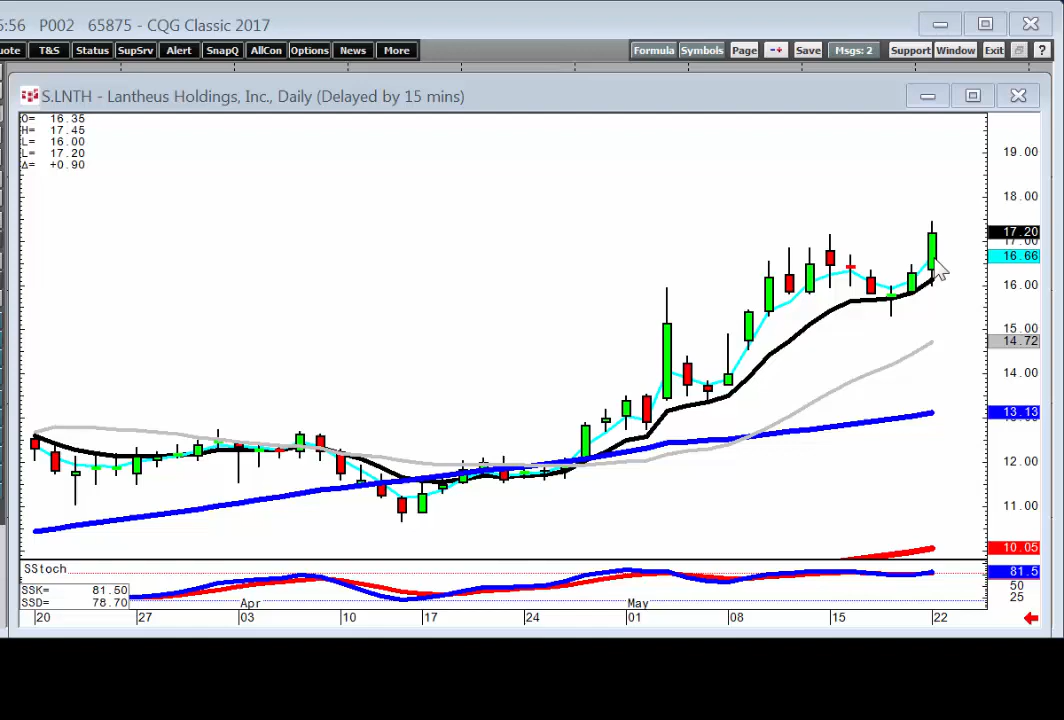 6:56 P002 65875 - CQG Classic 2017
uote T&S Status SupSrv Alert SnapQ AllCon Options News More Formula Symbols Page -+ Save Msgs: 2 Support Window Exit ?
S.LNTH - Lantheus Holdings, Inc., Daily (Delayed by 15 mins)
O= 16.35
H= 17.45
L= 16.00
L= 17.20
Δ= +0.90
19.00
18.00
17.20
17.00
16.66
16.00
15.00
14.72
14.00
13.13
12.00
11.00
10.05
SStoch
SSK= 81.50
SSD= 78.70
81.5
50
25
Apr May
20 27 03 10 17 24 01 08 15 22